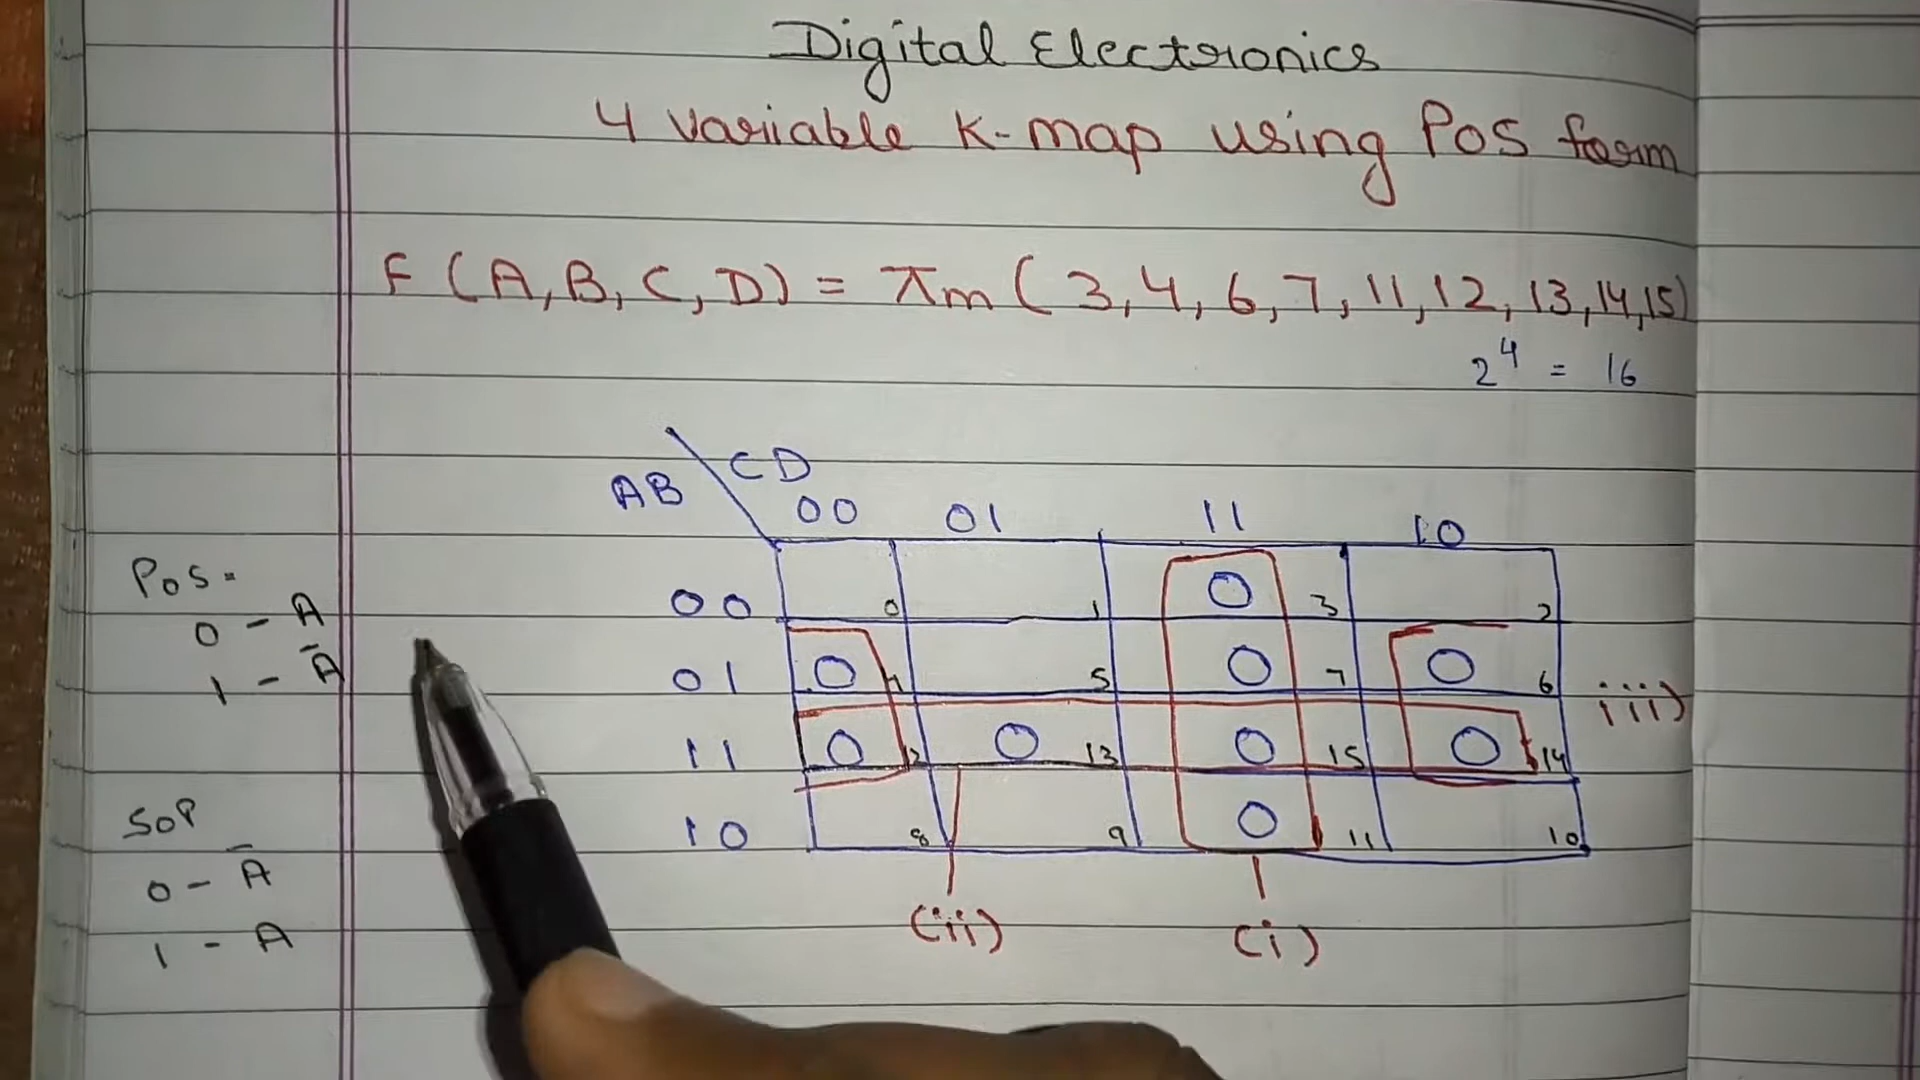 Digital Electronics
4 variable K-map using POS form
F (A,B,C,D) = πm ( 3,4,6,7,11,12,13,14,15)
2⁴ = 16
AB CD
00 01 11 10
00 0 0 1 3 2
01 0 4 5 0 7 0 6
11 0 12 0 13 0 15 0 14
10 8 9 0 11 10
iii)
(ii) (i)
POS -
0 - A
1 - Ā
SOP
0 - Ā
1 - A